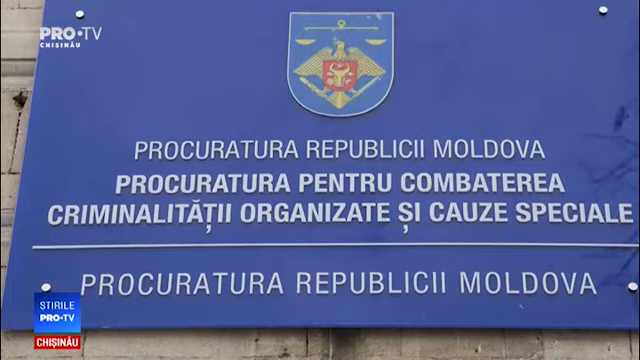 PRO•TV
CHIȘINĂU
PROCURATURA REPUBLICII MOLDOVA
PROCURATURA PENTRU COMBATEREA
CRIMINALITĂȚII ORGANIZATE ȘI CAUZE SPECIALE
PROCURATURA REPUBLICII MOLDOVA
ȘTIRILE
PRO•TV
CHIȘINĂU